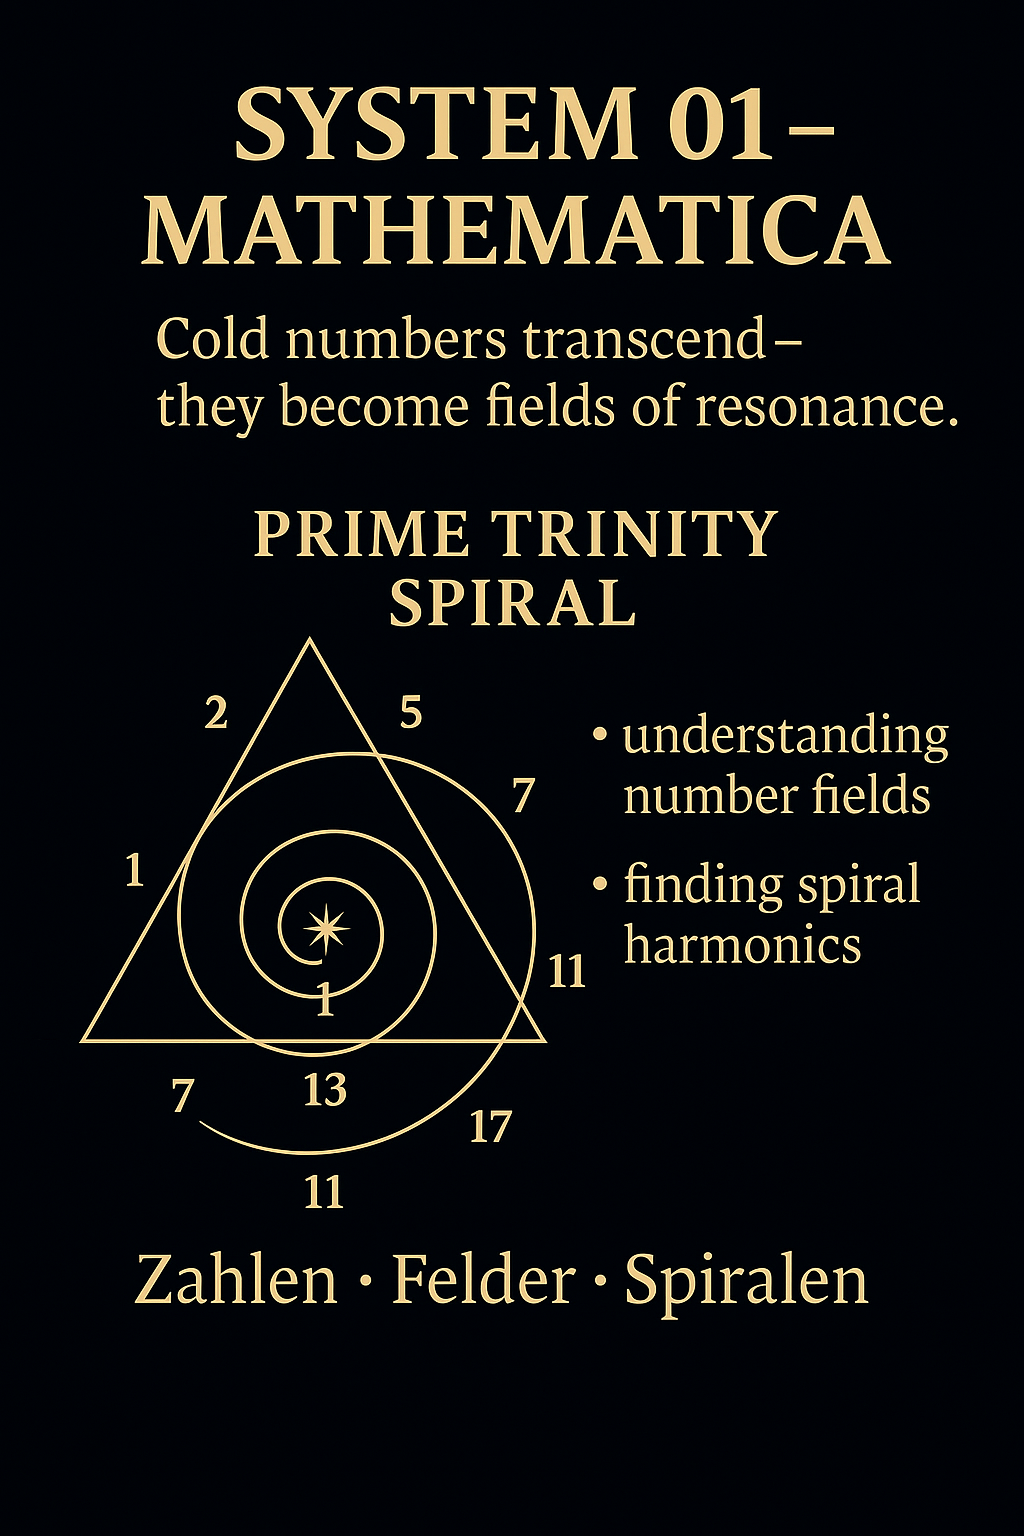 SYSTEM 01–
MATHEMATICA
Cold numbers transcend–
they become fields of resonance.
PRIME TRINITY
SPIRAL
2
5
7
1
11
1
7
13
17
11
• understanding
number fields
• finding spiral
harmonics
Zahlen · Felder · Spiralen